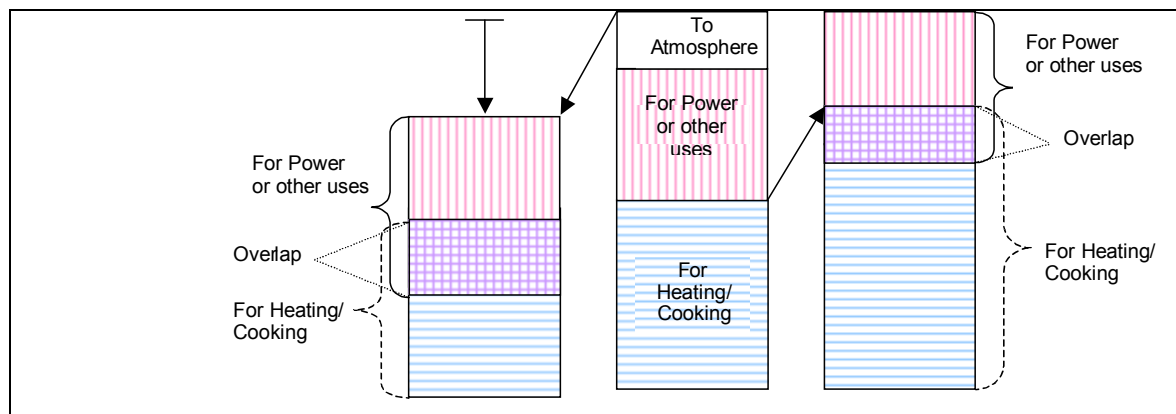 For Power
or other uses
Overlap
For Heating/
Cooking
To
Atmosphere
For Power
or other
uses
For
Heating/
Cooking
For Power
or other uses
Overlap
For Heating/
Cooking